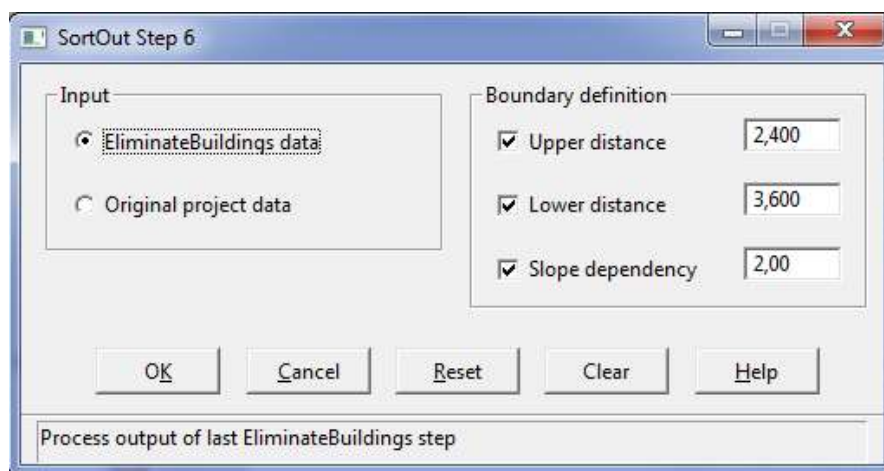 SortOut Step 6
Input
EliminateBuildings data
Original project data
Boundary definition
Upper distance 2,400
Lower distance 3,600
Slope dependency 2,00
OK Cancel Reset Clear Help
Process output of last EliminateBuildings step